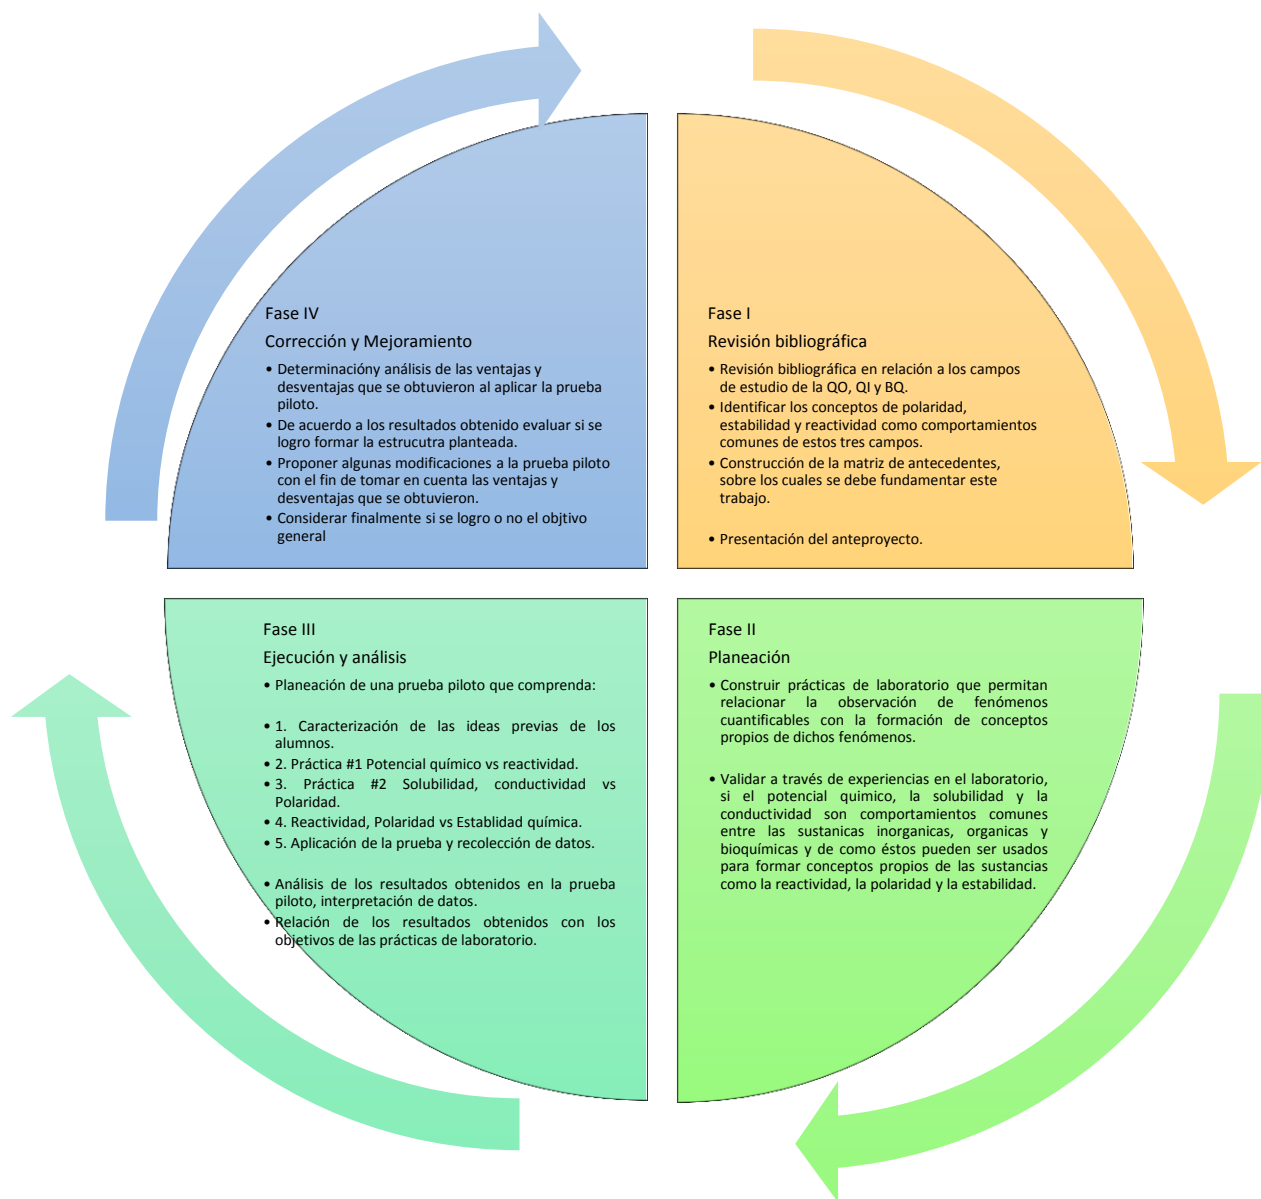 Fase IV
Corrección y Mejoramiento
• Determinacióny análisis de las ventajas y
desventajas que se obtuvieron al aplicar la prueba
piloto.
• De acuerdo a los resultados obtenido evaluar si se
logro formar la estrucutra planteada.
• Proponer algunas modificaciones a la prueba piloto
con el fin de tomar en cuenta las ventajas y
desventajas que se obtuvieron.
• Considerar finalmente si se logro o no el objtivo
general
Fase I
Revisión bibliográfica
• Revisión bibliográfica en relación a los campos
de estudio de la QO, QI y BQ.
• Identificar los conceptos de polaridad,
estabilidad y reactividad como comportamientos
comunes de estos tres campos.
• Construcción de la matriz de antecedentes,
sobre los cuales se debe fundamentar este
trabajo.
• Presentación del anteproyecto.
Fase III
Ejecución y análisis
• Planeación de una prueba piloto que comprenda:
• 1. Caracterización de las ideas previas de los
alumnos.
• 2. Práctica #1 Potencial químico vs reactividad.
• 3. Práctica #2 Solubilidad, conductividad vs
Polaridad.
• 4. Reactividad, Polaridad vs Establidad química.
• 5. Aplicación de la prueba y recolección de datos.
• Análisis de los resultados obtenidos en la prueba
piloto, interpretación de datos.
• Relación de los resultados obtenidos con los
objetivos de las prácticas de laboratorio.
Fase II
Planeación
• Construir prácticas de laboratorio que permitan
relacionar la observación de fenómenos
cuantificables con la formación de conceptos
propios de dichos fenómenos.
• Validar a través de experiencias en el laboratorio,
si el potencial quimico, la solubilidad y la
conductividad son comportamientos comunes
entre las sustanicas inorganicas, organicas y
bioquímicas y de como éstos pueden ser usados
para formar conceptos propios de las sustancias
como la reactividad, la polaridad y la estabilidad.